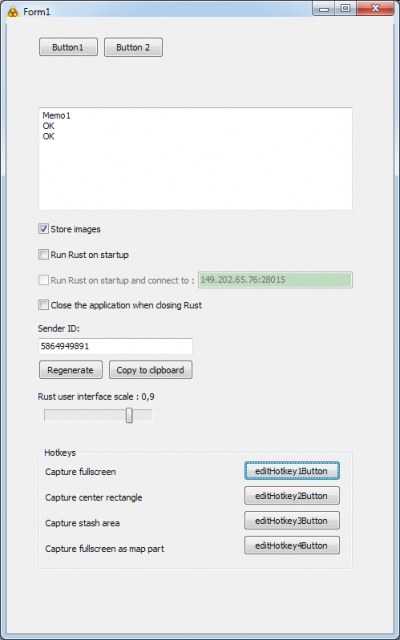 Form1
Button1 Button 2
Memo1
OK
OK
Store images
Run Rust on startup
Run Rust on startup and connect to : 149.202.65.76:28015
Close the application when closing Rust
Sender ID:
5864949891
Regenerate Copy to clipboard
Rust user interface scale : 0,9
Hotkeys
Capture fullscreen editHotkey1Button
Capture center rectangle editHotkey2Button
Capture stash area editHotkey3Button
Capture fullscreen as map part editHotkey4Button